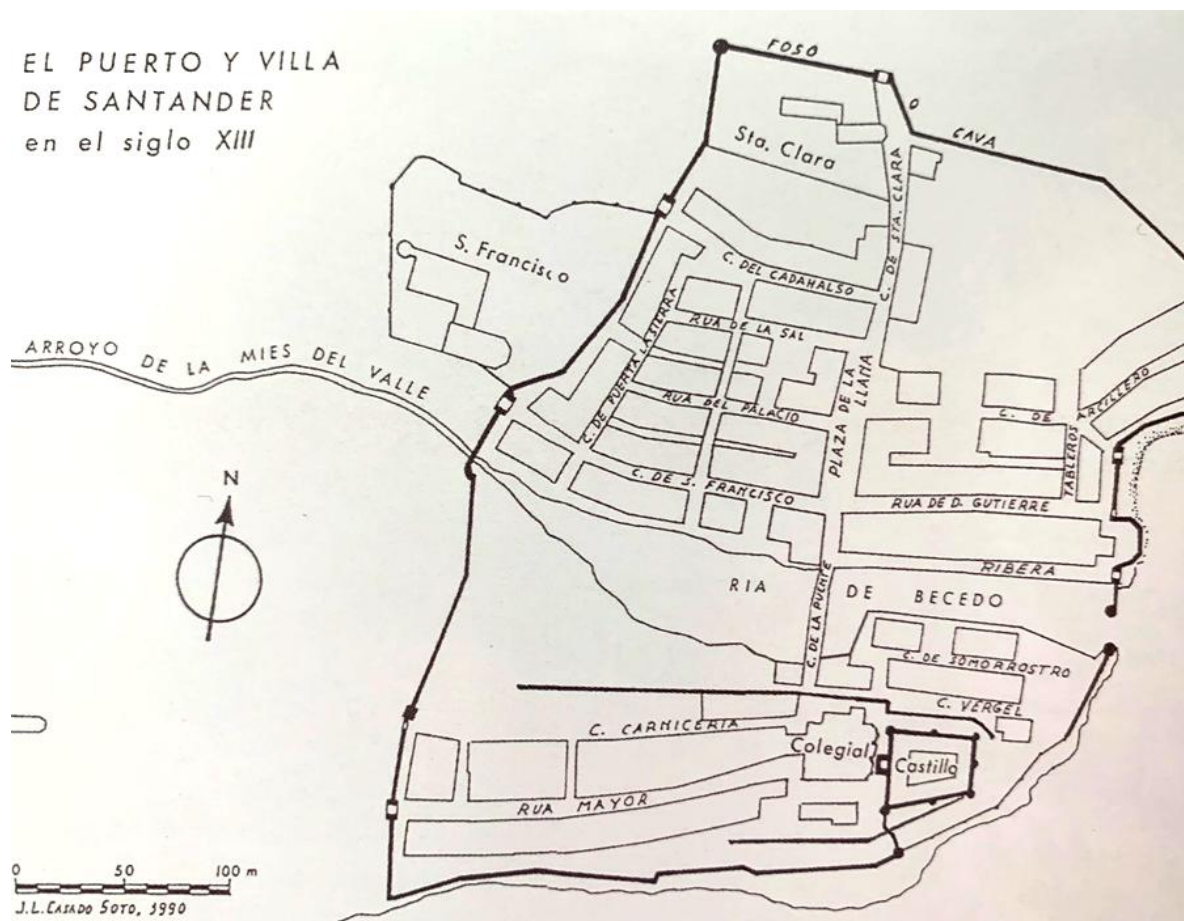 EL PUERTO Y VILLA
DE SANTANDER
en el siglo XIII
FOSO
O
CAVA
Sta. Clara
C. DE STA. CLARA
S. Francisco
C. DEL CADAHALSO
ARROYO DE LA MIES DEL VALLE
C. DE PUERTA LA SIERRA
RUA DE LA SAL
PLAZA DE LA
LLANA
RUA DEL PALACIO
C. DE ARCILLERO
TABLEROS
C. DE S. FRANCISCO
RUA DE D. GUTIERRE
N
RIBERA
RIA DE BECEDO
C. DE LA PUENTE
C. DE SOMORROSTRO
C. VERGEL
C. CARNICERIA
Colegial
Castillo
RUA MAYOR
0 50 100 m
J.L. CASADO SOTO, 1990